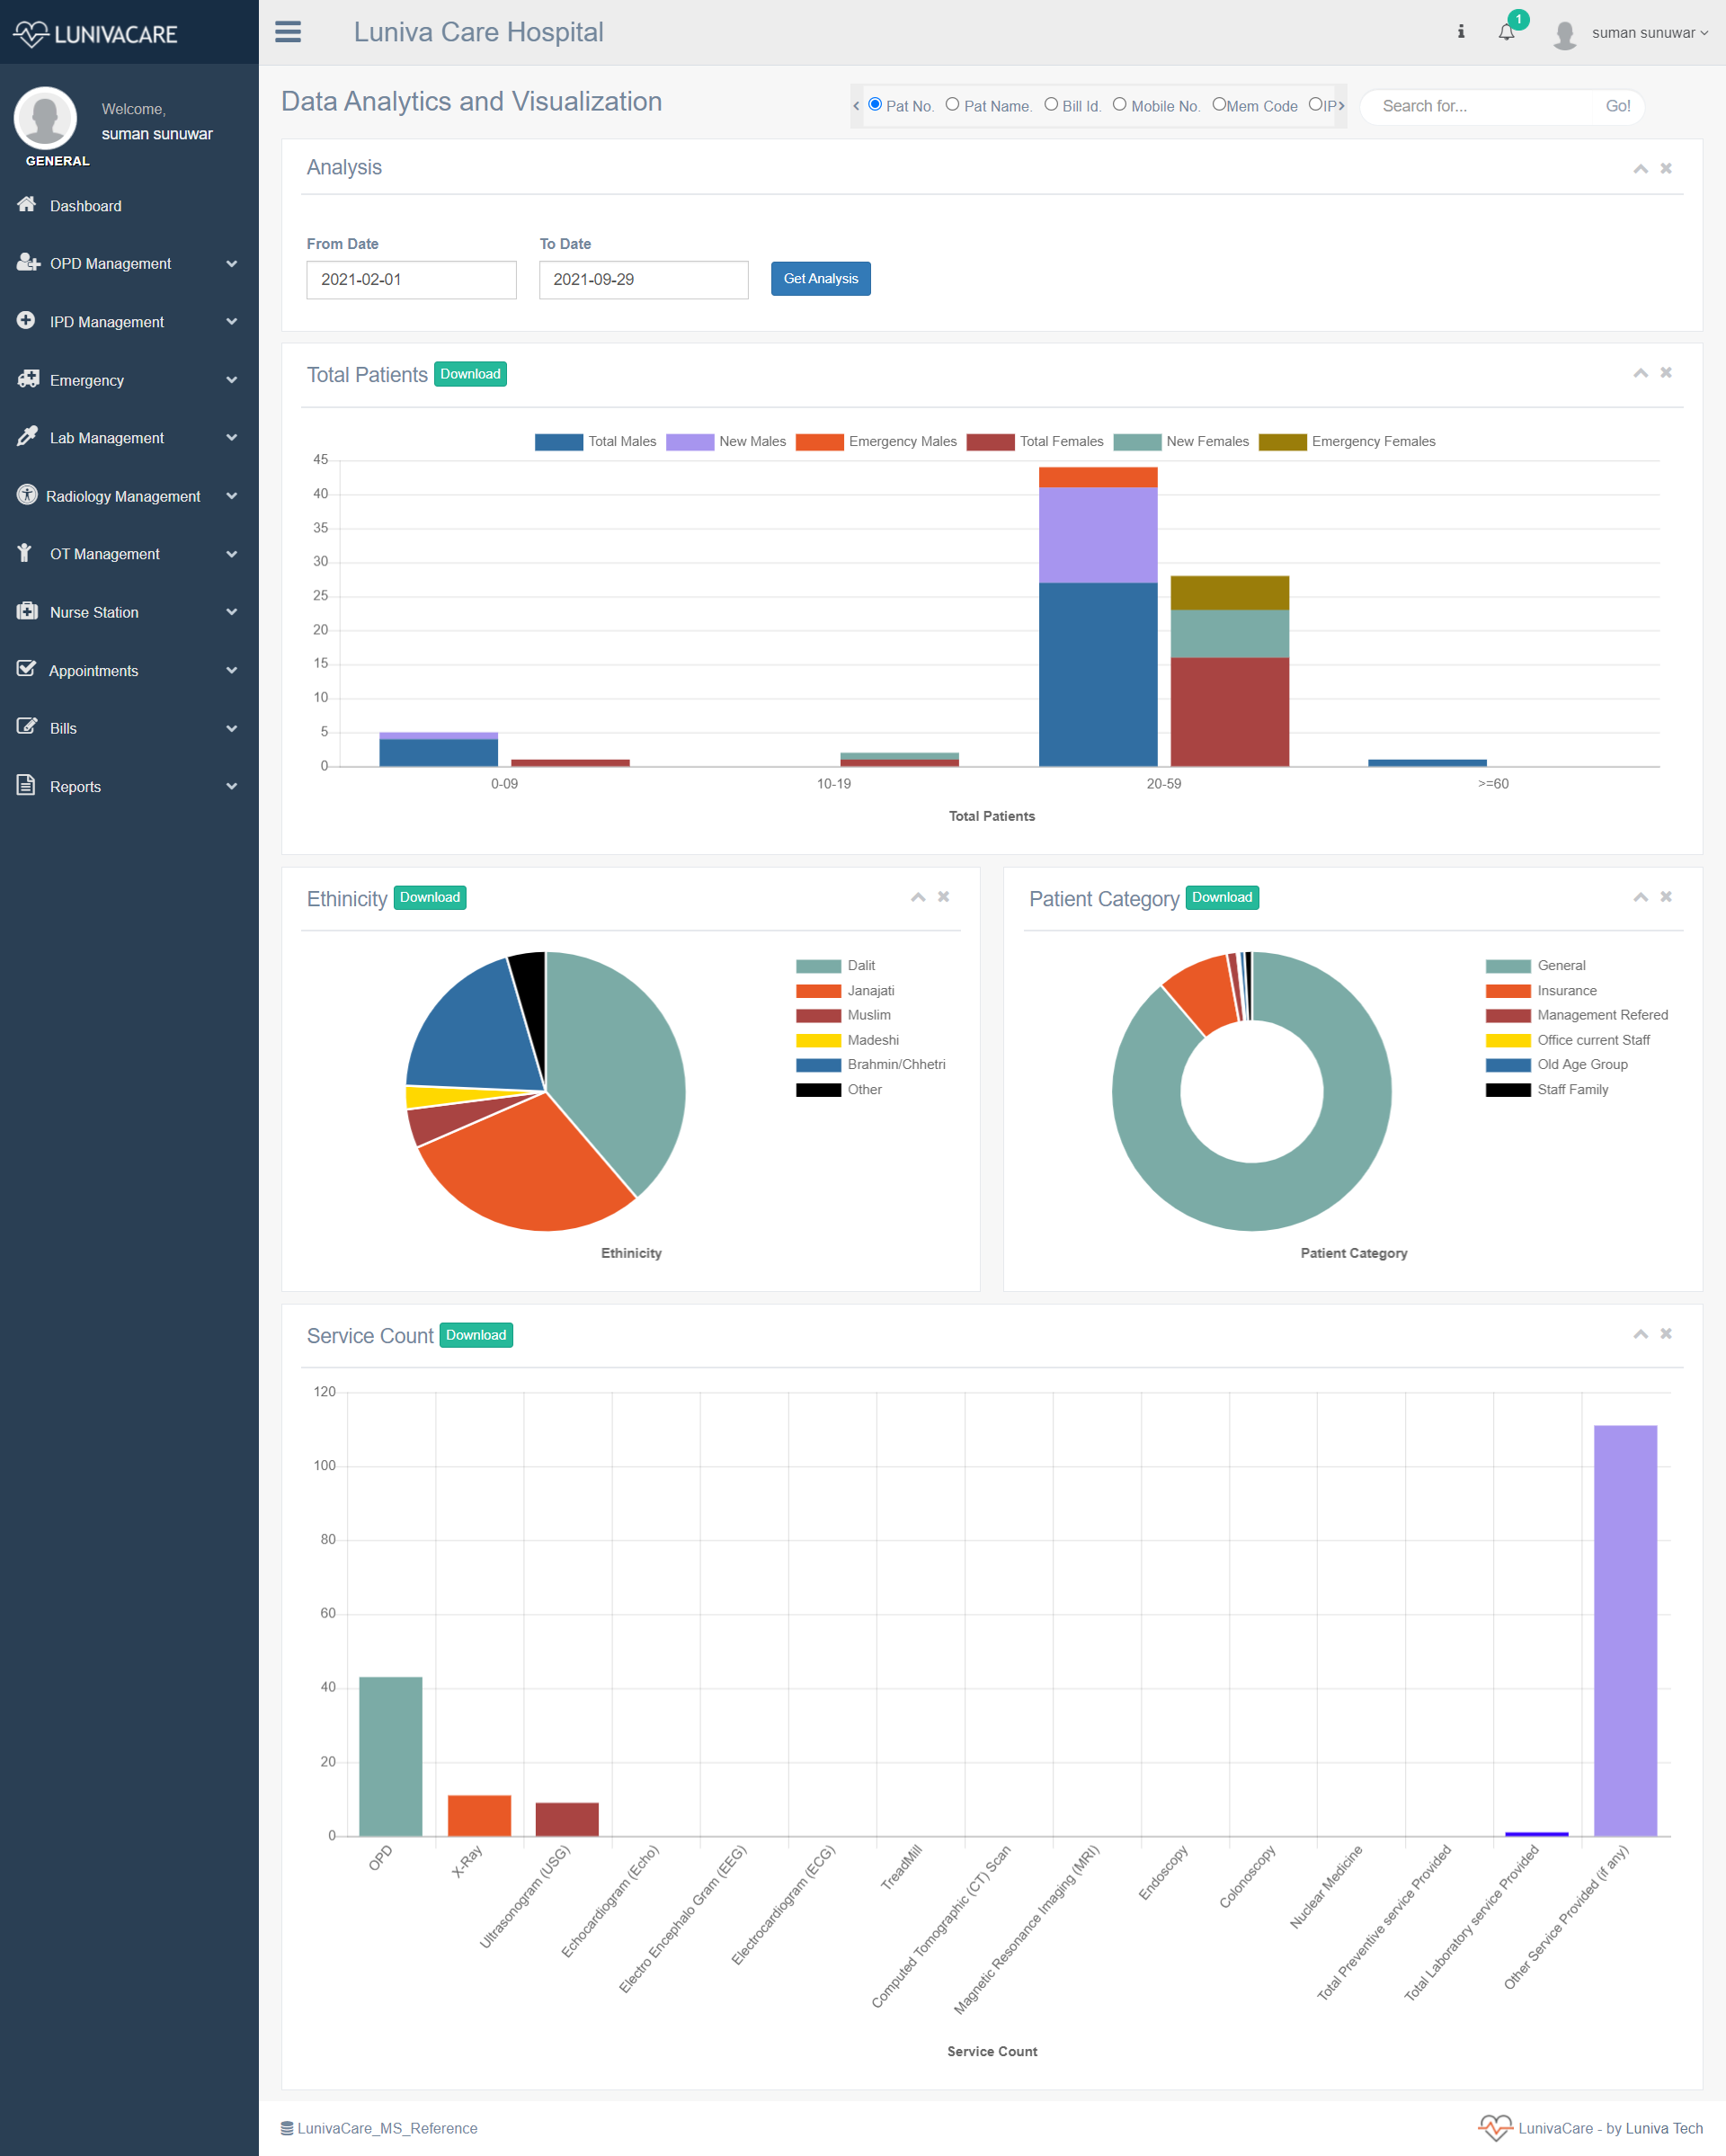 LUNIVACARE
Luniva Care Hospital
1
suman sunuwar
Welcome,
suman sunuwar
GENERAL
Dashboard
OPD Management
IPD Management
Emergency
Lab Management
Radiology Management
OT Management
Nurse Station
Appointments
Bills
Reports
Data Analytics and Visualization
Pat No. Pat Name. Bill Id. Mobile No. Mem Code IP
Search for... Go!
Analysis
From Date To Date
2021-02-01 2021-09-29 Get Analysis
Total Patients Download
Total Males New Males Emergency Males Total Females New Females Emergency Females
45
40
35
30
25
20
15
10
5
0
0-09 10-19 20-59 >=60
Total Patients
Ethinicity Download
Dalit
Janajati
Muslim
Madeshi
Brahmin/Chhetri
Other
Ethinicity
Patient Category Download
General
Insurance
Management Refered
Office current Staff
Old Age Group
Staff Family
Patient Category
Service Count Download
120
100
80
60
40
20
0
OPD
X-Ray
Ultrasonogram (USG)
Echocardiogram (Echo)
Electro Encephalo Gram (EEG)
Electrocardiogram (ECG)
TreadMill
Computed Tomographic (CT) Scan
Magnetic Resonance Imaging (MRI)
Endoscopy
Colonoscopy
Nuclear Medicine
Total Preventive service Provided
Total Laboratory service Provided
Other Service Provided (if any)
Service Count
LunivaCare_MS_Reference
LunivaCare - by Luniva Tech